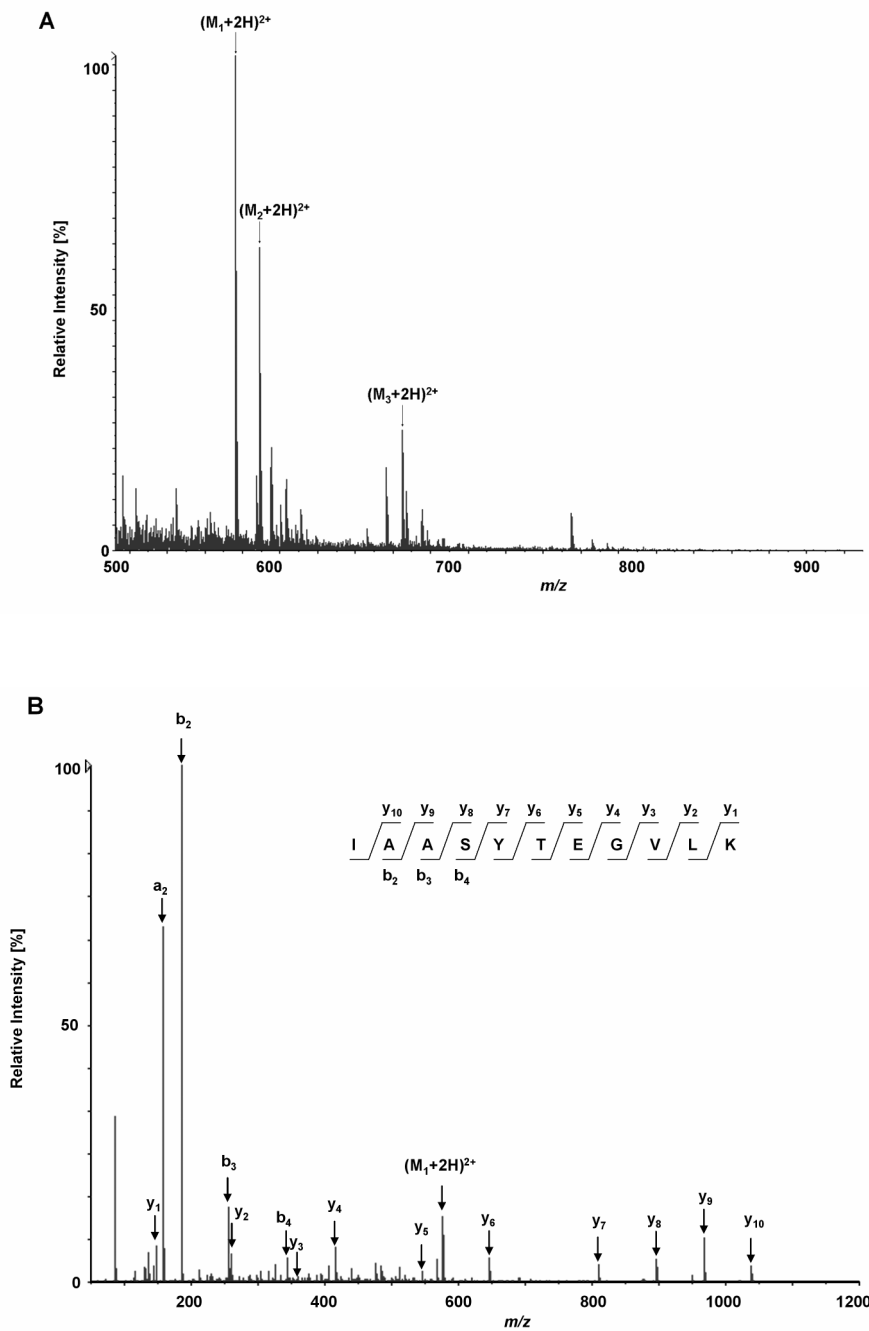 A
(M₁+2H)²⁺
100
(M₂+2H)²⁺
50
(M₃+2H)²⁺
0
Relative Intensity [%]
500 600 700 800 900
m/z
B
b₂
100
y₁₀ y₉ y₈ y₇ y₆ y₅ y₄ y₃ y₂ y₁
I A A S Y T E G V L K
b₂ b₃ b₄
a₂
50
Relative Intensity [%]
(M₁+2H)²⁺
b₃
y₁ y₂ b₄ y₃ y₄ y₅ y₆ y₇ y₈ y₉ y₁₀
0
200 400 600 800 1000 1200
m/z